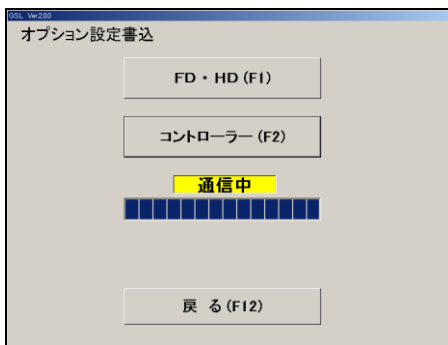 GSL Ver.280
オプション設定書込
FD・HD(F1)
コントローラー(F2)
通信中
戻 る(F12)